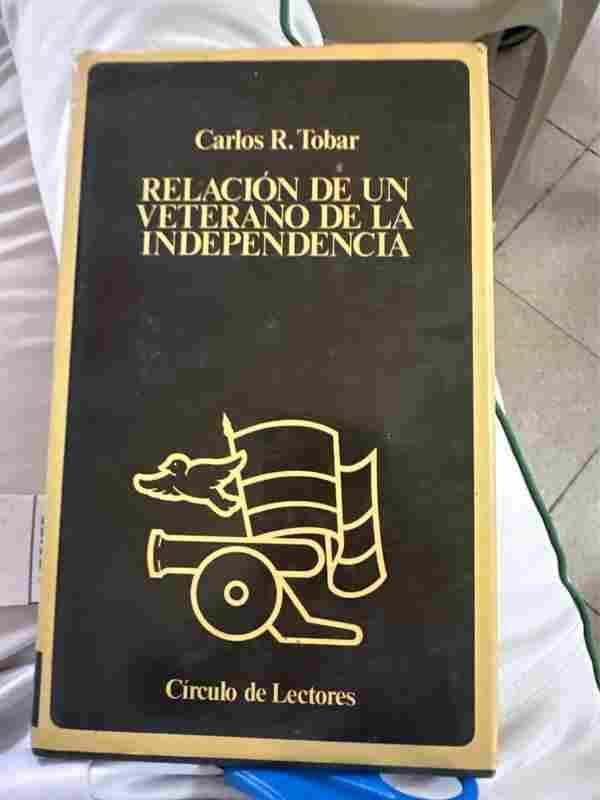 Carlos R. Tobar
RELACIÓN DE UN
VETERANO DE LA
INDEPENDENCIA
Círculo de Lectores